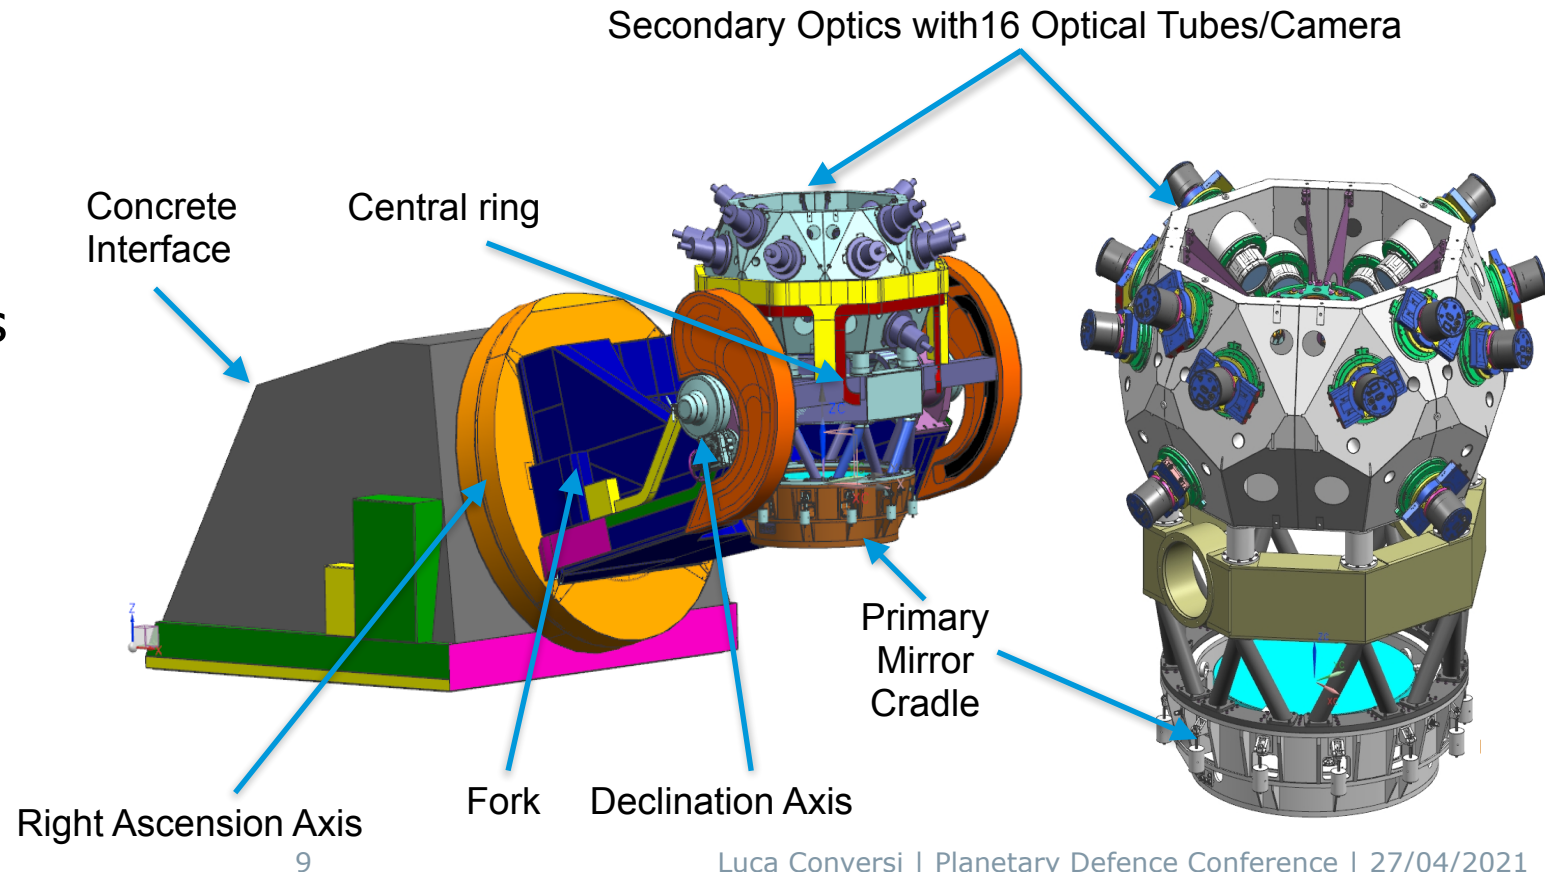 Secondary Optics with16 Optical Tubes/Camera
Concrete
Interface
Central ring
s
ZC
X
Z
X
Primary
Mirror
Cradle
Fork
Declination Axis
Right Ascension Axis
9
Luca Conversi | Planetary Defence Conference | 27/04/2021